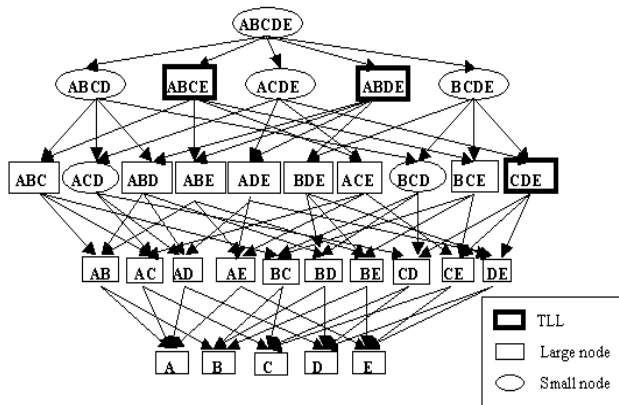 ABCDE
ABCD ABCE ACDE ABDE BCDE
ABC ACD ABD ABE ADE BDE ACE BCD BCE CDE
AB AC AD AE BC BD BE CD CE DE
A B C D E
TLL
Large node
Small node